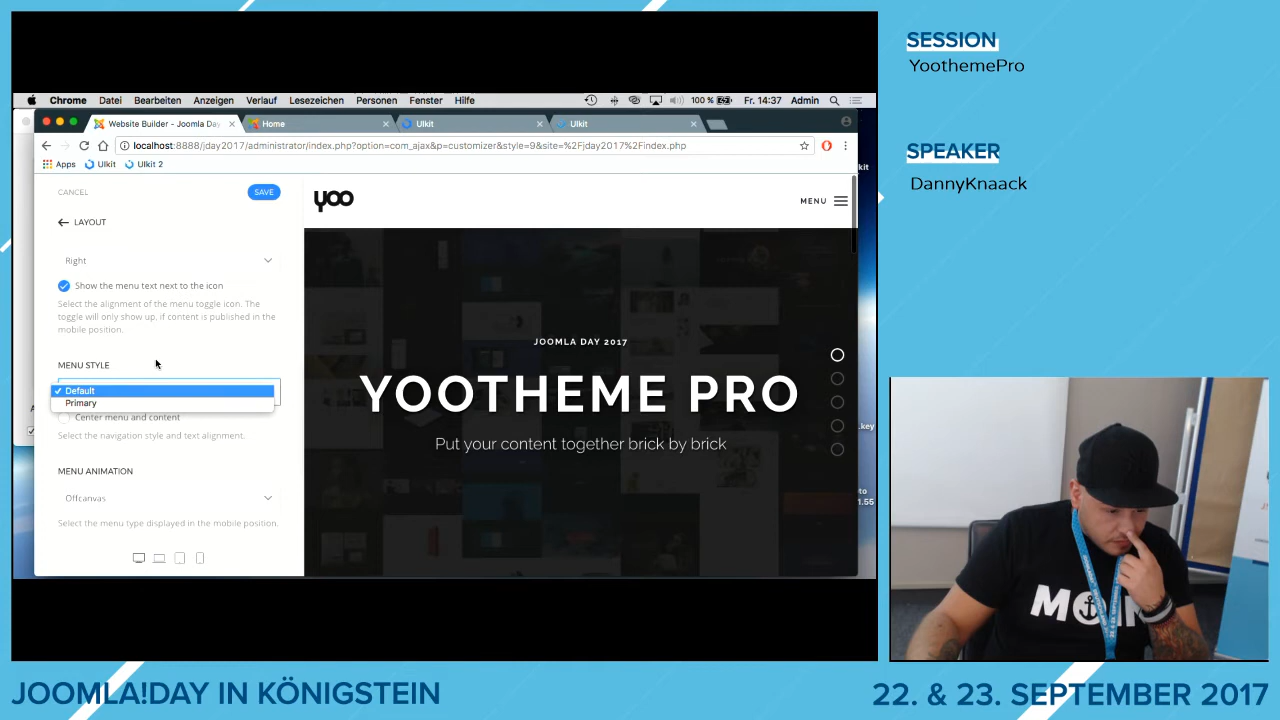 SESSION
YoothemePro
SPEAKER
DannyKnaack
Chrome Datei Bearbeiten Anzeigen Verlauf Lesezeichen Personen Fenster Hilfe
100 % Fr. 14:37 Admin
Website Builder - Joomla Day
Home
UIkit
UIkit
localhost:8888/jday2017/administrator/index.php?option=com_ajax&p=customizer&style=9&site=%2Fjday2017%2Findex.php
Apps UIkit UIkit 2
CANCEL
SAVE
LAYOUT
Right
Show the menu text next to the icon
Select the alignment of the menu toggle icon. The
toggle will only show up, if content is published in the
mobile position.
MENU STYLE
Default
Primary
Center menu and content
Select the navigation style and text alignment.
MENU ANIMATION
Offcanvas
Select the menu type displayed in the mobile position.
yoo
MENU
JOOMLA DAY 2017
YOOTHEME PRO
Put your content together brick by brick
kit
.key
1.55
MOIN
JOOMLA!DAY IN KÖNIGSTEIN
22. & 23. SEPTEMBER 2017